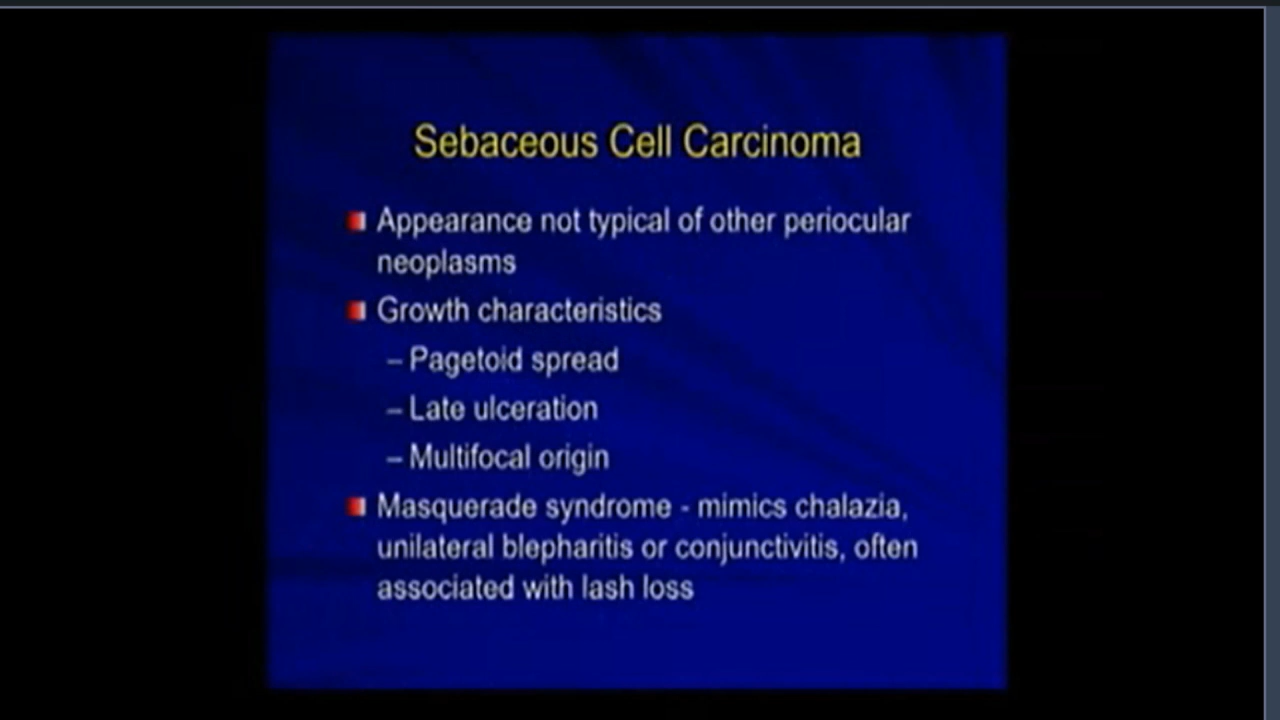 Sebaceous Cell Carcinoma
Appearance not typical of other periocular
neoplasms
Growth characteristics
– Pagetoid spread
– Late ulceration
– Multifocal origin
Masquerade syndrome - mimics chalazia,
unilateral blepharitis or conjunctivitis, often
associated with lash loss